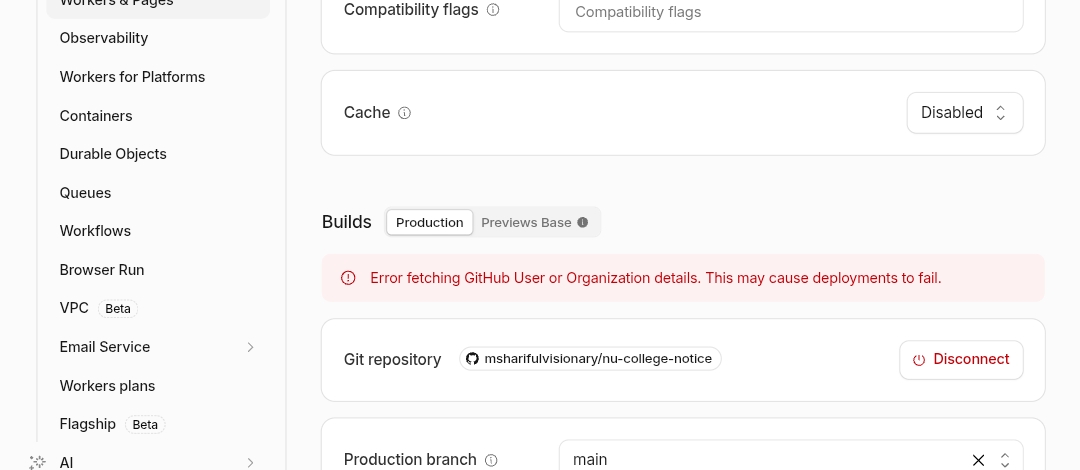 Workers & Pages
Observability
Workers for Platforms
Containers
Durable Objects
Queues
Workflows
Browser Run
VPC Beta
Email Service
Workers plans
Flagship Beta
AI
Compatibility flags Compatibility flags
Cache Disabled
Builds Production Previews Base
Error fetching GitHub User or Organization details. This may cause deployments to fail.
Git repository msharifulvisionary/nu-college-notice Disconnect
Production branch main